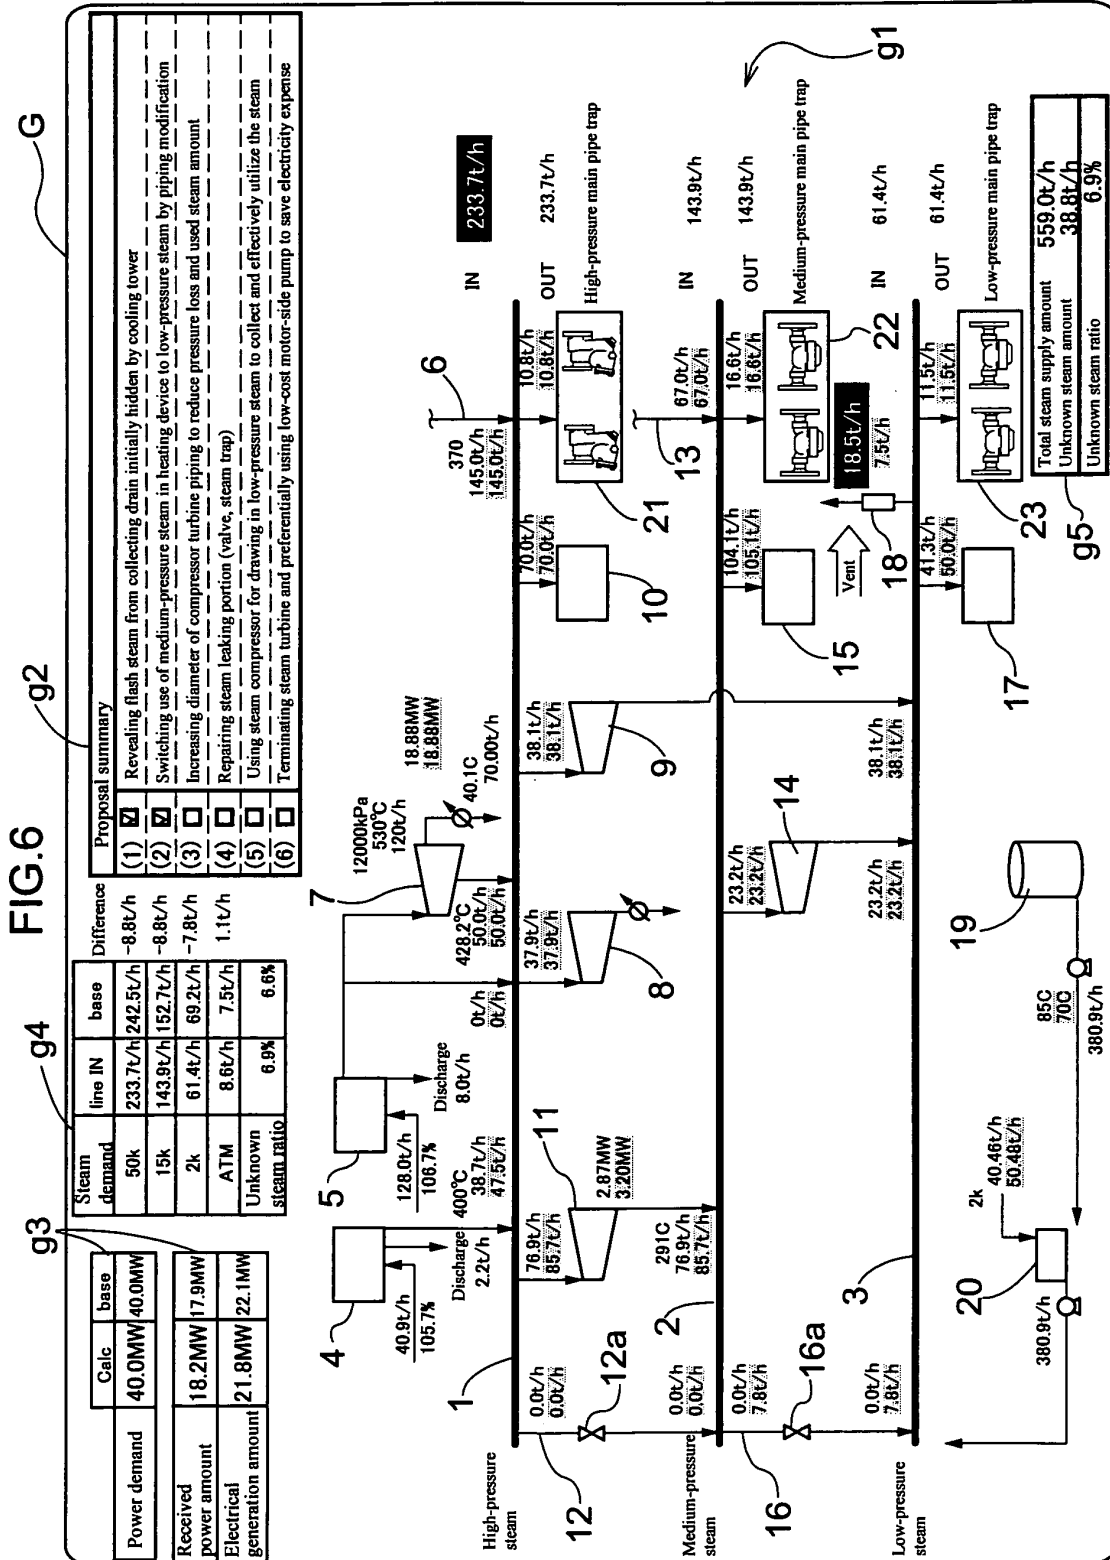 FIG.6
G
g2
g4
g3
Calc
base
Power demand
40.0MW
40.0MW
Received
power amount
18.2MW
17.9MW
Electrical
generation amount
21.8MW
22.1MW
Steam
demand
line IN
base
Difference
50k
233.7t/h
242.5t/h
-8.8t/h
15k
143.9t/h
152.7t/h
-8.8t/h
2k
61.4t/h
69.2t/h
-7.8t/h
ATM
8.6t/h
7.5t/h
1.1t/h
Unknown
steam ratio
6.9%
6.6%
Proposal summary
(1) Revealing flash steam from collecting drain initially hidden by cooling tower
(2) Switching use of medium-pressure steam in heating device to low-pressure steam by piping modification
(3) Increasing diameter of compressor turbine piping to reduce pressure loss and used steam amount
(4) Repairing steam leaking portion (valve, steam trap)
(5) Using steam compressor for drawing in low-pressure steam to collect and effectively utilize the steam
(6) Terminating steam turbine and preferentially using low-cost motor-side pump to save electricity expense
4
40.9t/h
105.7%
Discharge
2.2t/h
400℃
38.7t/h
47.5t/h
5
128.0t/h
106.7%
Discharge
8.0t/h
0t/h
0t/h
7
12000kPa
530℃
120t/h
18.88MW
18.88MW
40.1C
70.00t/h
428.2℃
50.0t/h
50.0t/h
6
370
145.0t/h
145.0t/h
IN
233.7t/h
High-pressure
steam
1
OUT
233.7t/h
0.0t/h
0.0t/h
12
12a
0.0t/h
0.0t/h
76.9t/h
85.7t/h
11
2.87MW
3.20MW
291C
76.9t/h
85.7t/h
37.9t/h
37.9t/h
8
38.1t/h
38.1t/h
9
70.0t/h
70.0t/h
10
10.8t/h
10.8t/h
21
High-pressure main pipe trap
13
67.0t/h
67.0t/h
IN
143.9t/h
g1
Medium-pressure
steam
2
OUT
143.9t/h
0.0t/h
7.8t/h
16
16a
0.0t/h
7.8t/h
23.2t/h
23.2t/h
14
23.2t/h
23.2t/h
38.1t/h
38.1t/h
104.1t/h
105.1t/h
15
16.6t/h
16.6t/h
22
Medium-pressure main pipe trap
Vent
18
18.5t/h
7.5t/h
IN
61.4t/h
Low-pressure
steam
3
OUT
61.4t/h
41.3t/h
50.0t/h
17
11.5t/h
11.5t/h
23
Low-pressure main pipe trap
2k
40.46t/h
50.48t/h
20
380.9t/h
85C
70C
380.9t/h
19
g5
Total steam supply amount
559.0t/h
Unknown steam amount
38.8t/h
Unknown steam ratio
6.9%